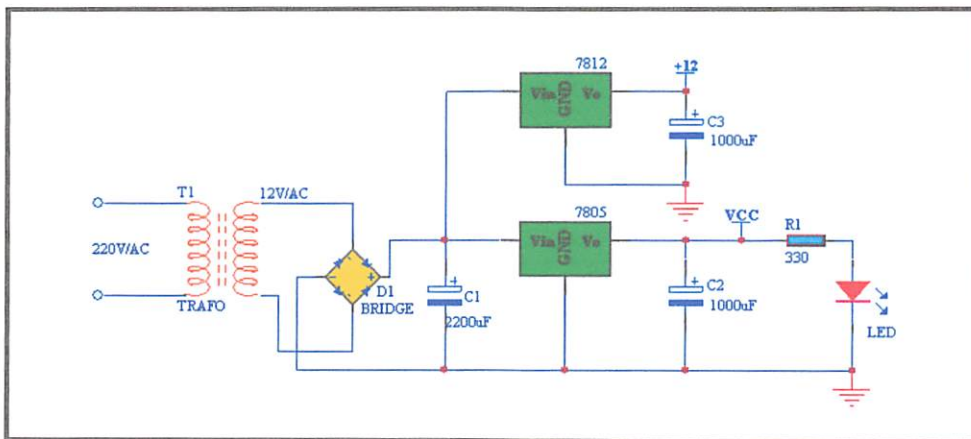 7812
Vin
GND
Vo
+12
C3
1000uF
T1
12V/AC
220V/AC
TRAFO
D1
BRIDGE
C1
2200uF
7805
Vin
GND
Vo
VCC
R1
330
C2
1000uF
LED